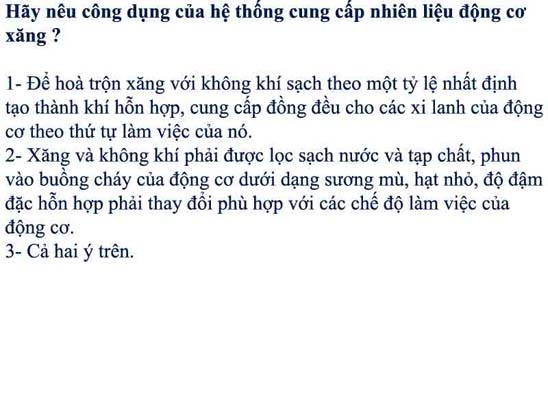 Hãy nêu công dụng của hệ thống cung cấp nhiên liệu động cơ
xăng ?
1- Để hoà trộn xăng với không khí sạch theo một tỷ lệ nhất định
tạo thành khí hỗn hợp, cung cấp đồng đều cho các xi lanh của động
cơ theo thứ tự làm việc của nó.
2- Xăng và không khí phải được lọc sạch nước và tạp chất, phun
vào buồng cháy của động cơ dưới dạng sương mù, hạt nhỏ, độ đậm
đặc hỗn hợp phải thay đổi phù hợp với các chế độ làm việc của
động cơ.
3- Cả hai ý trên.